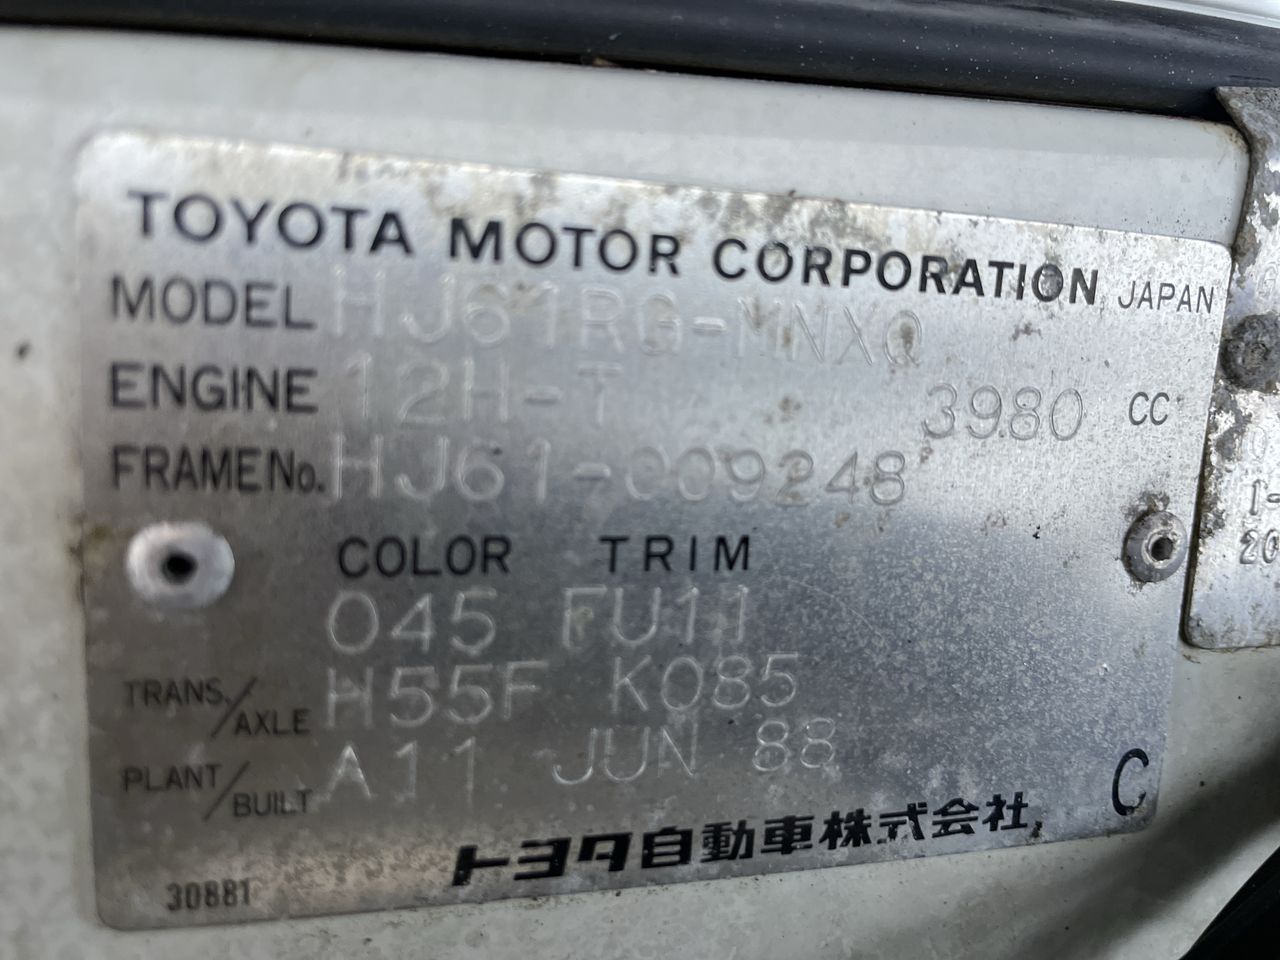 TOYOTA MOTOR CORPORATION JAPAN
MODEL HJ61RG-MNXQ
ENGINE 12H-T 3980 CC
FRAME No. HJ61-009248
COLOR TRIM
045 FU11
TRANS./AXLE H55F K085
PLANT/BUILT A11 JUN 88
C
トヨタ自動車株式会社
30881
1-
20